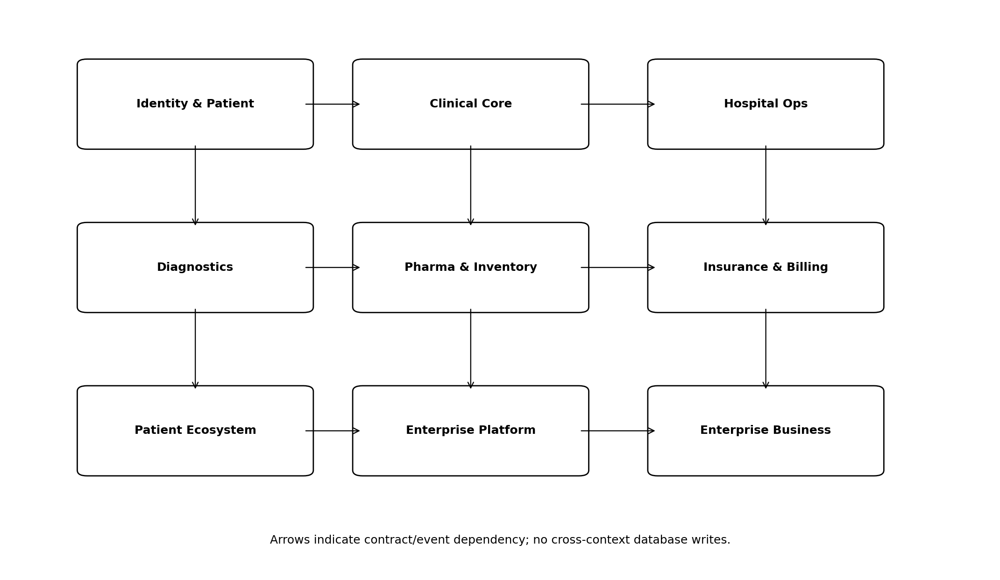 Identity & Patient
Clinical Core
Hospital Ops
Diagnostics
Pharma & Inventory
Insurance & Billing
Patient Ecosystem
Enterprise Platform
Enterprise Business
Arrows indicate contract/event dependency; no cross-context database writes.